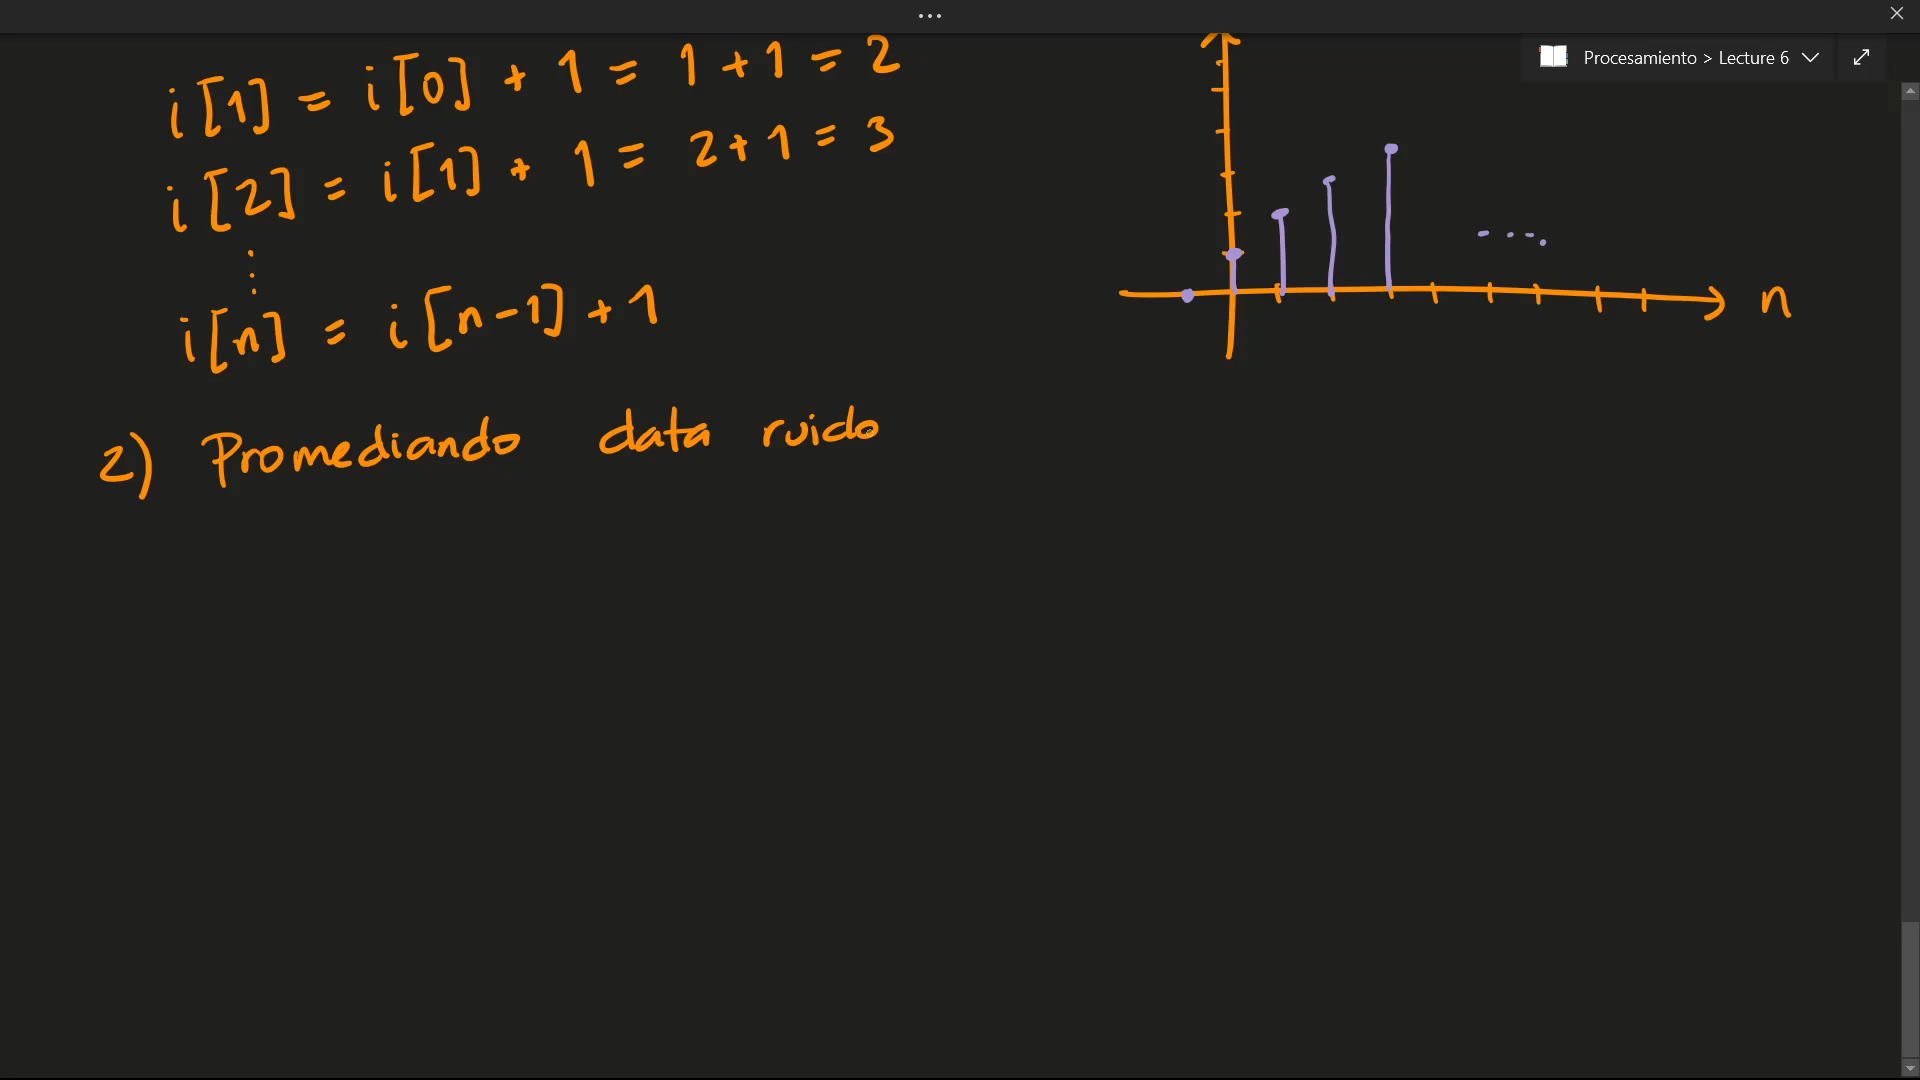 Procesamiento > Lecture 6
i[1] = i[0] + 1 = 1 + 1 = 2
i[2] = i[1] + 1 = 2 + 1 = 3
⋮
i[n] = i[n-1] + 1
n
2) Promediando data ruido